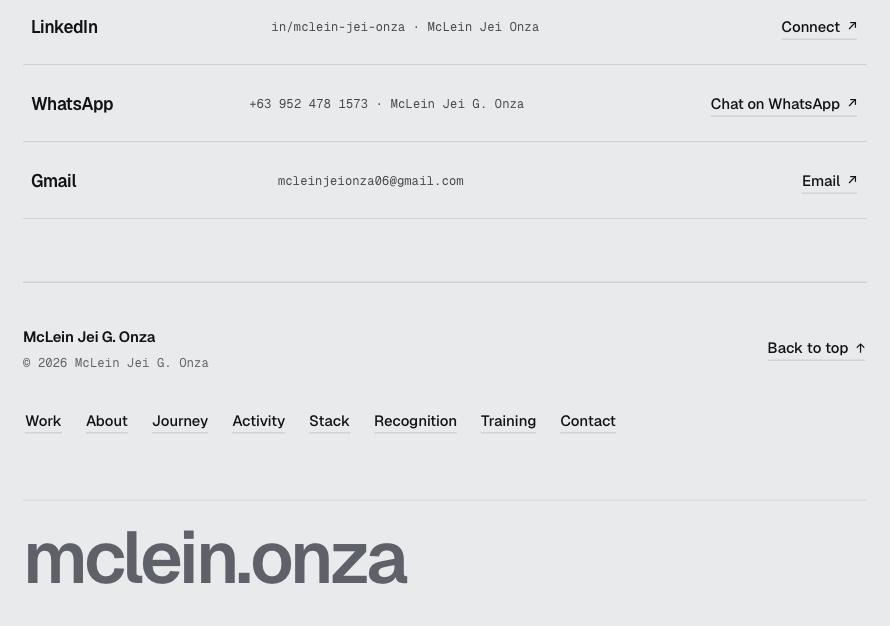 LinkedIn in/mclein-jei-onza · McLein Jei Onza Connect ↗
WhatsApp +63 952 478 1573 · McLein Jei G. Onza Chat on WhatsApp ↗
Gmail mcleinjeionza06@gmail.com Email ↗
McLein Jei G. Onza
© 2026 McLein Jei G. Onza
Back to top ↑
Work About Journey Activity Stack Recognition Training Contact
mclein.onza